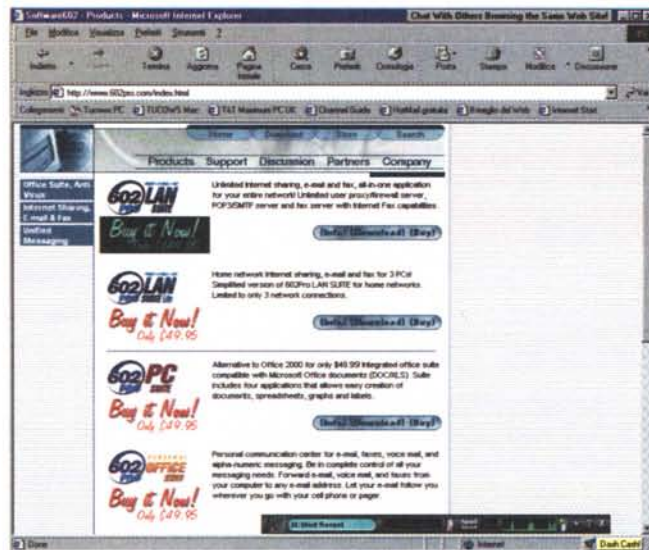 Software602 - Products - Microsoft Internet Explorer
Chat With Others Browsing the Same Web Site!
File Modifica Visualizza Preferiti Strumenti ?
Indietro Termina Aggiorna Pagina iniziale Cerca Preferiti Cronologia Posta Stampa Modifica Discussione
http://www.602pro.com/index.html
Home Download Store Search
Products Support Discussion Partners Company
Office Suite, Anti Virus
Internet Sharing, E-mail & Fax
Unified Messaging
602 PRO LAN SUITE
Unlimited Internet sharing, e-mail and fax, all-in-one application
for your entire network! Unlimited user proxy/firewall server,
POP3/SMTP server and fax server with Internet Fax capabilities.
Buy it Now!
(Info) (Download) (Buy)
602 PRO LAN SUITE
Home network Internet sharing, e-mail and fax for 3 PCs!
Simplified version of 602Pro LAN SUITE for home networks.
Limited to only 3 network connections.
Buy it Now!
Only $49.95
(Info) (Download) (Buy)
602 PRO PC SUITE
Alternative to Office 2000 for only $49.95! Integrated office suite
compatible with Microsoft Office documents (DOC/XLS). Suite
includes four applications that allows easy creation of
documents, spreadsheets, graphs and labels.
Buy it Now!
Only $49.95
(Info) (Download) (Buy)
602 PRO OFFICE
Personal communication center for e-mail, faxes, voice mail, and
alpha-numeric messaging. Be in complete control of all your
messaging needs. Forward e-mail, voice mail, and faxes from
your computer to any e-mail address. Let your e-mail follow you
wherever you go with your cell phone or pager.
Buy it Now!
Only $49.95
Done
Internet
Dash Cash!